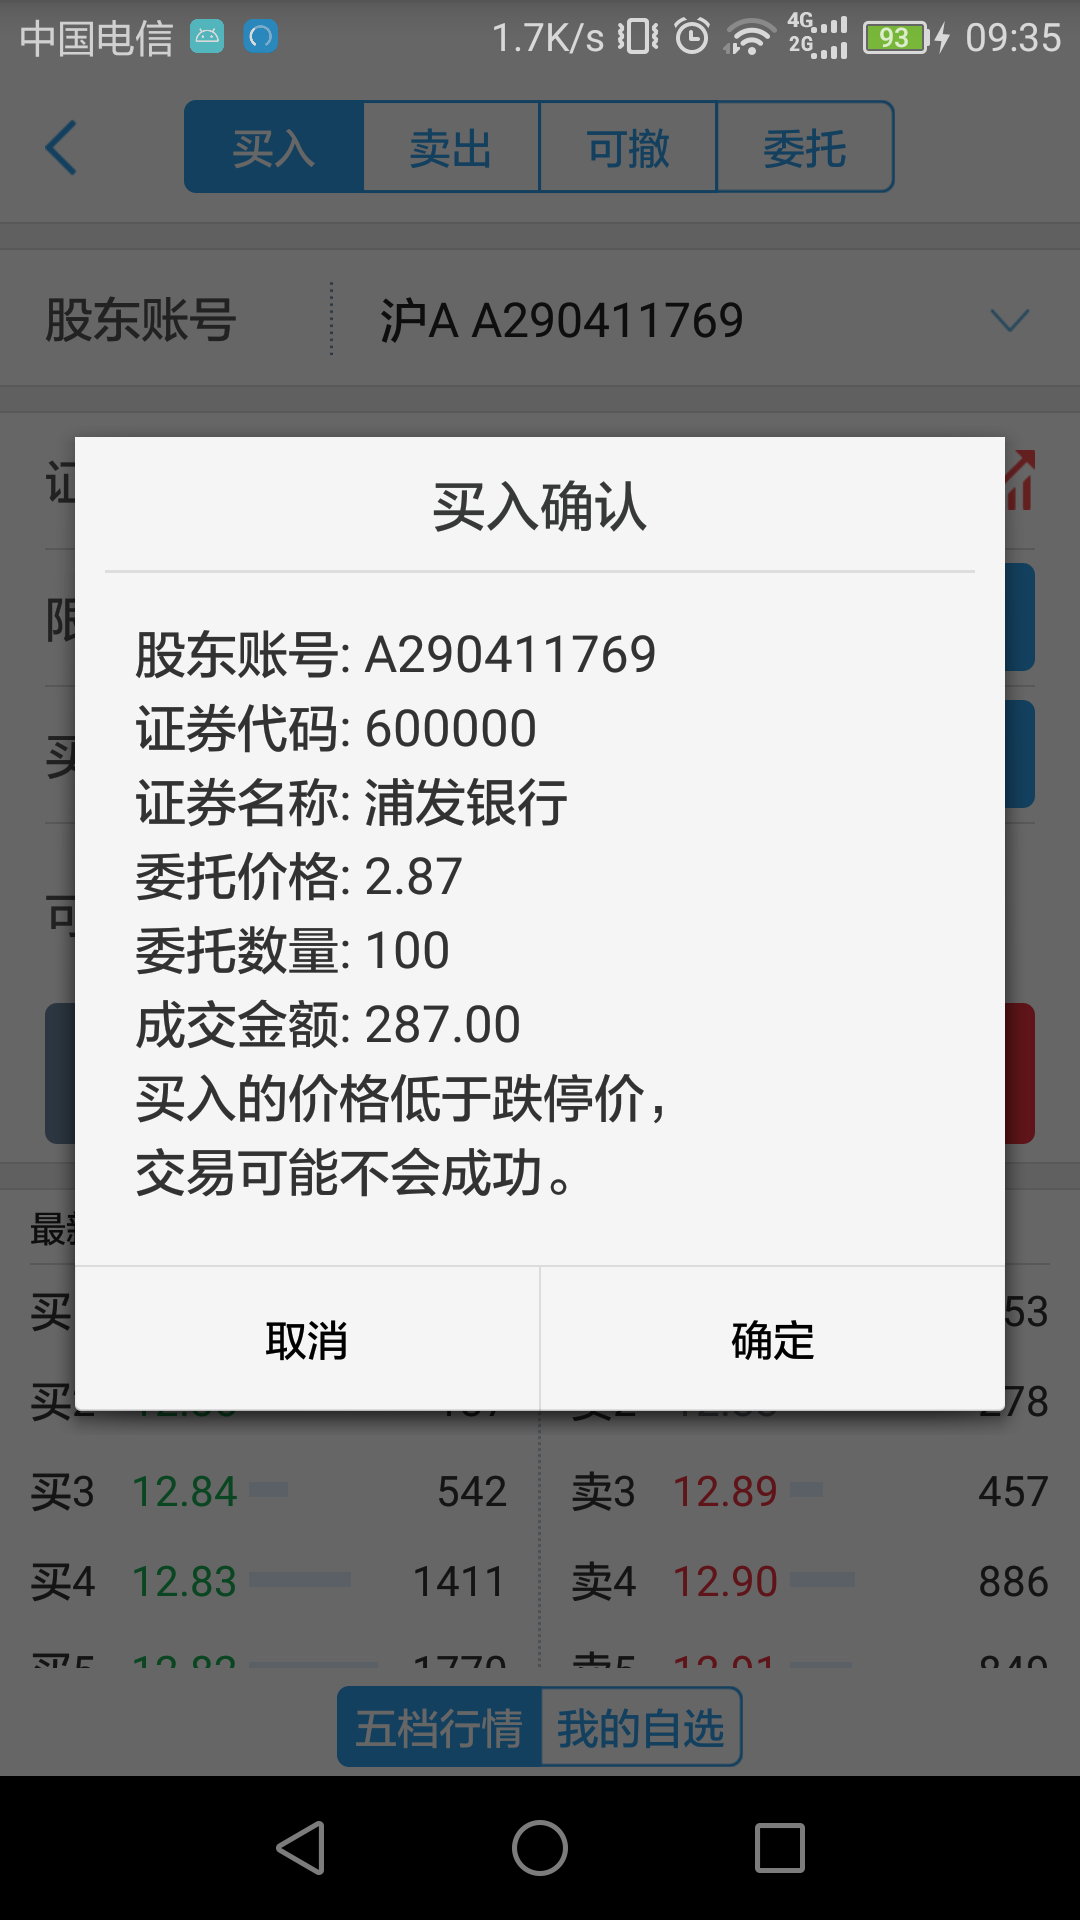 中国电信 1.7K/s 4G 2G 93 09:35
买入 卖出 可撤 委托
股东账号 沪A A290411769
买入确认
股东账号: A290411769
证券代码: 600000
证券名称: 浦发银行
委托价格: 2.87
委托数量: 100
成交金额: 287.00
买入的价格低于跌停价,
交易可能不会成功。
取消 确定
买3 12.84 542 卖3 12.89 457
买4 12.83 1411 卖4 12.90 886
五档行情 我的自选